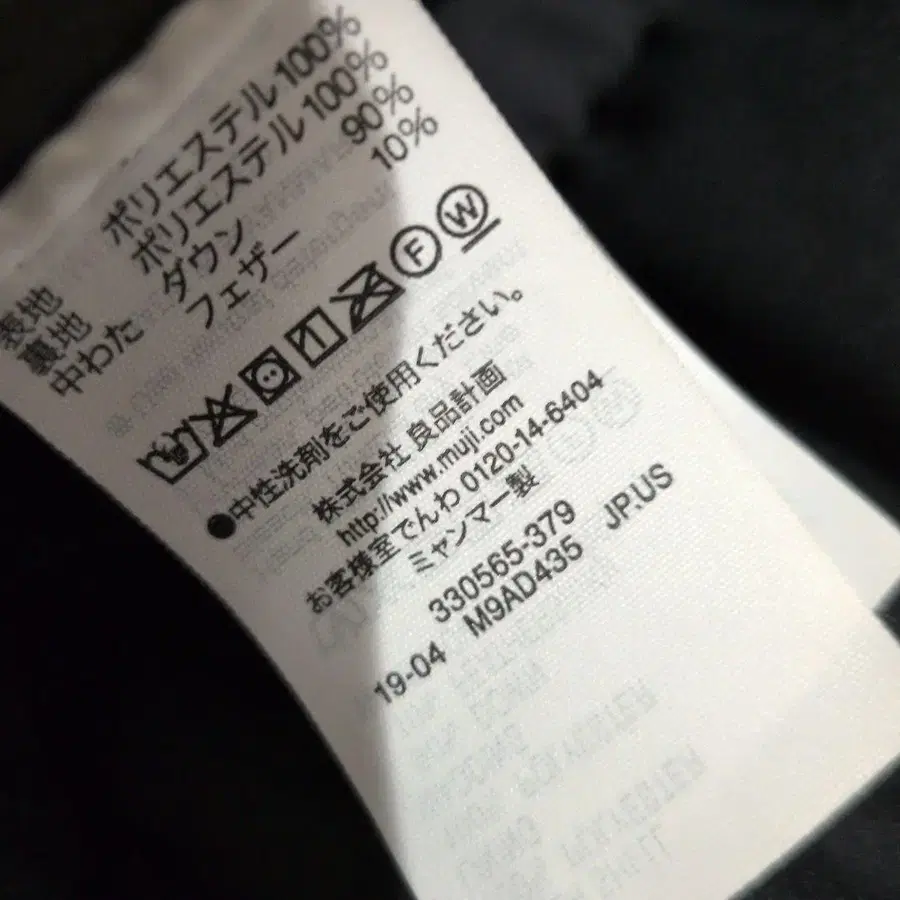 表地 ポリエステル100%
裏地 ポリエステル100%
中わた ダウン 90%
フェザー 10%
F W
●中性洗剤をご使用ください。
株式会社 良品計画
http://www.muji.com
お客様室でんわ 0120-14-6404
ミャンマー製
330565-379
19-04 M9AD435 JP.US